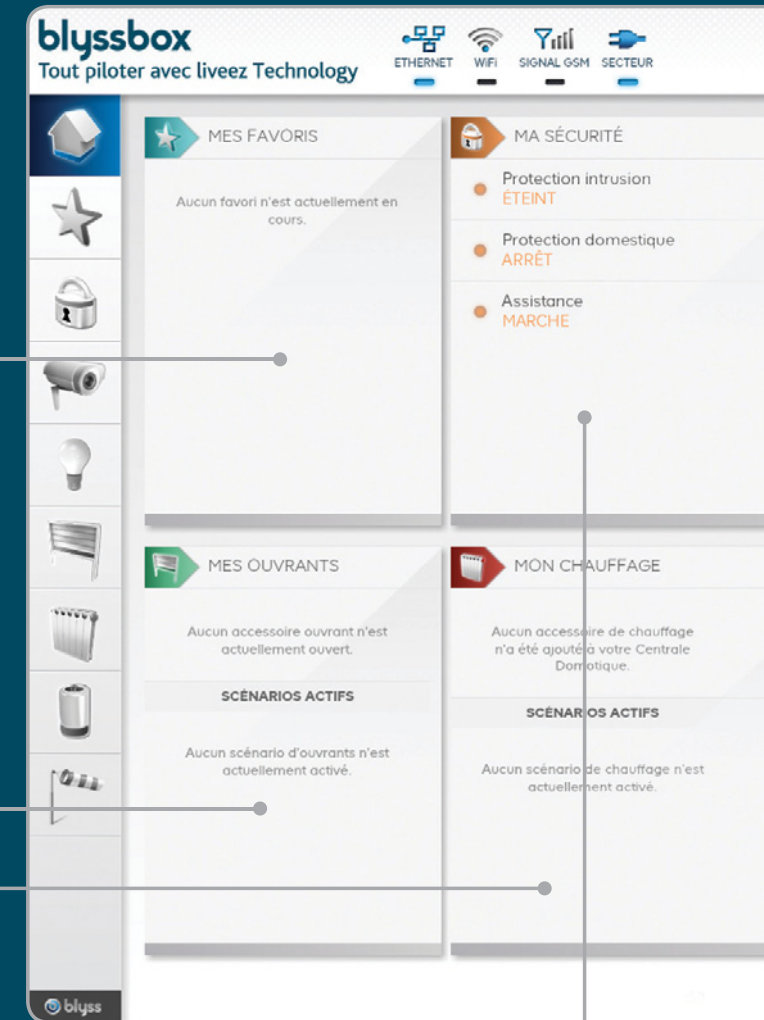 blyssbox
Tout piloter avec liveez Technology
ETHERNET
WiFi
SIGNAL GSM
SECTEUR
MES FAVORIS
Aucun favori n'est actuellement en
cours.
MA SÉCURITÉ
Protection intrusion
ÉTEINT
Protection domestique
ARRÊT
Assistance
MARCHE
MES OUVRANTS
Aucun accessoire ouvrant n'est
actuellement ouvert.
SCÉNARIOS ACTIFS
Aucun scénario d'ouvrants n'est
actuellement activé.
MON CHAUFFAGE
Aucun accessoire de chauffage
n'a été ajouté à votre Centrale
Domotique.
SCÉNARIOS ACTIFS
Aucun scénario de chauffage n'est
actuellement activé.
blyss